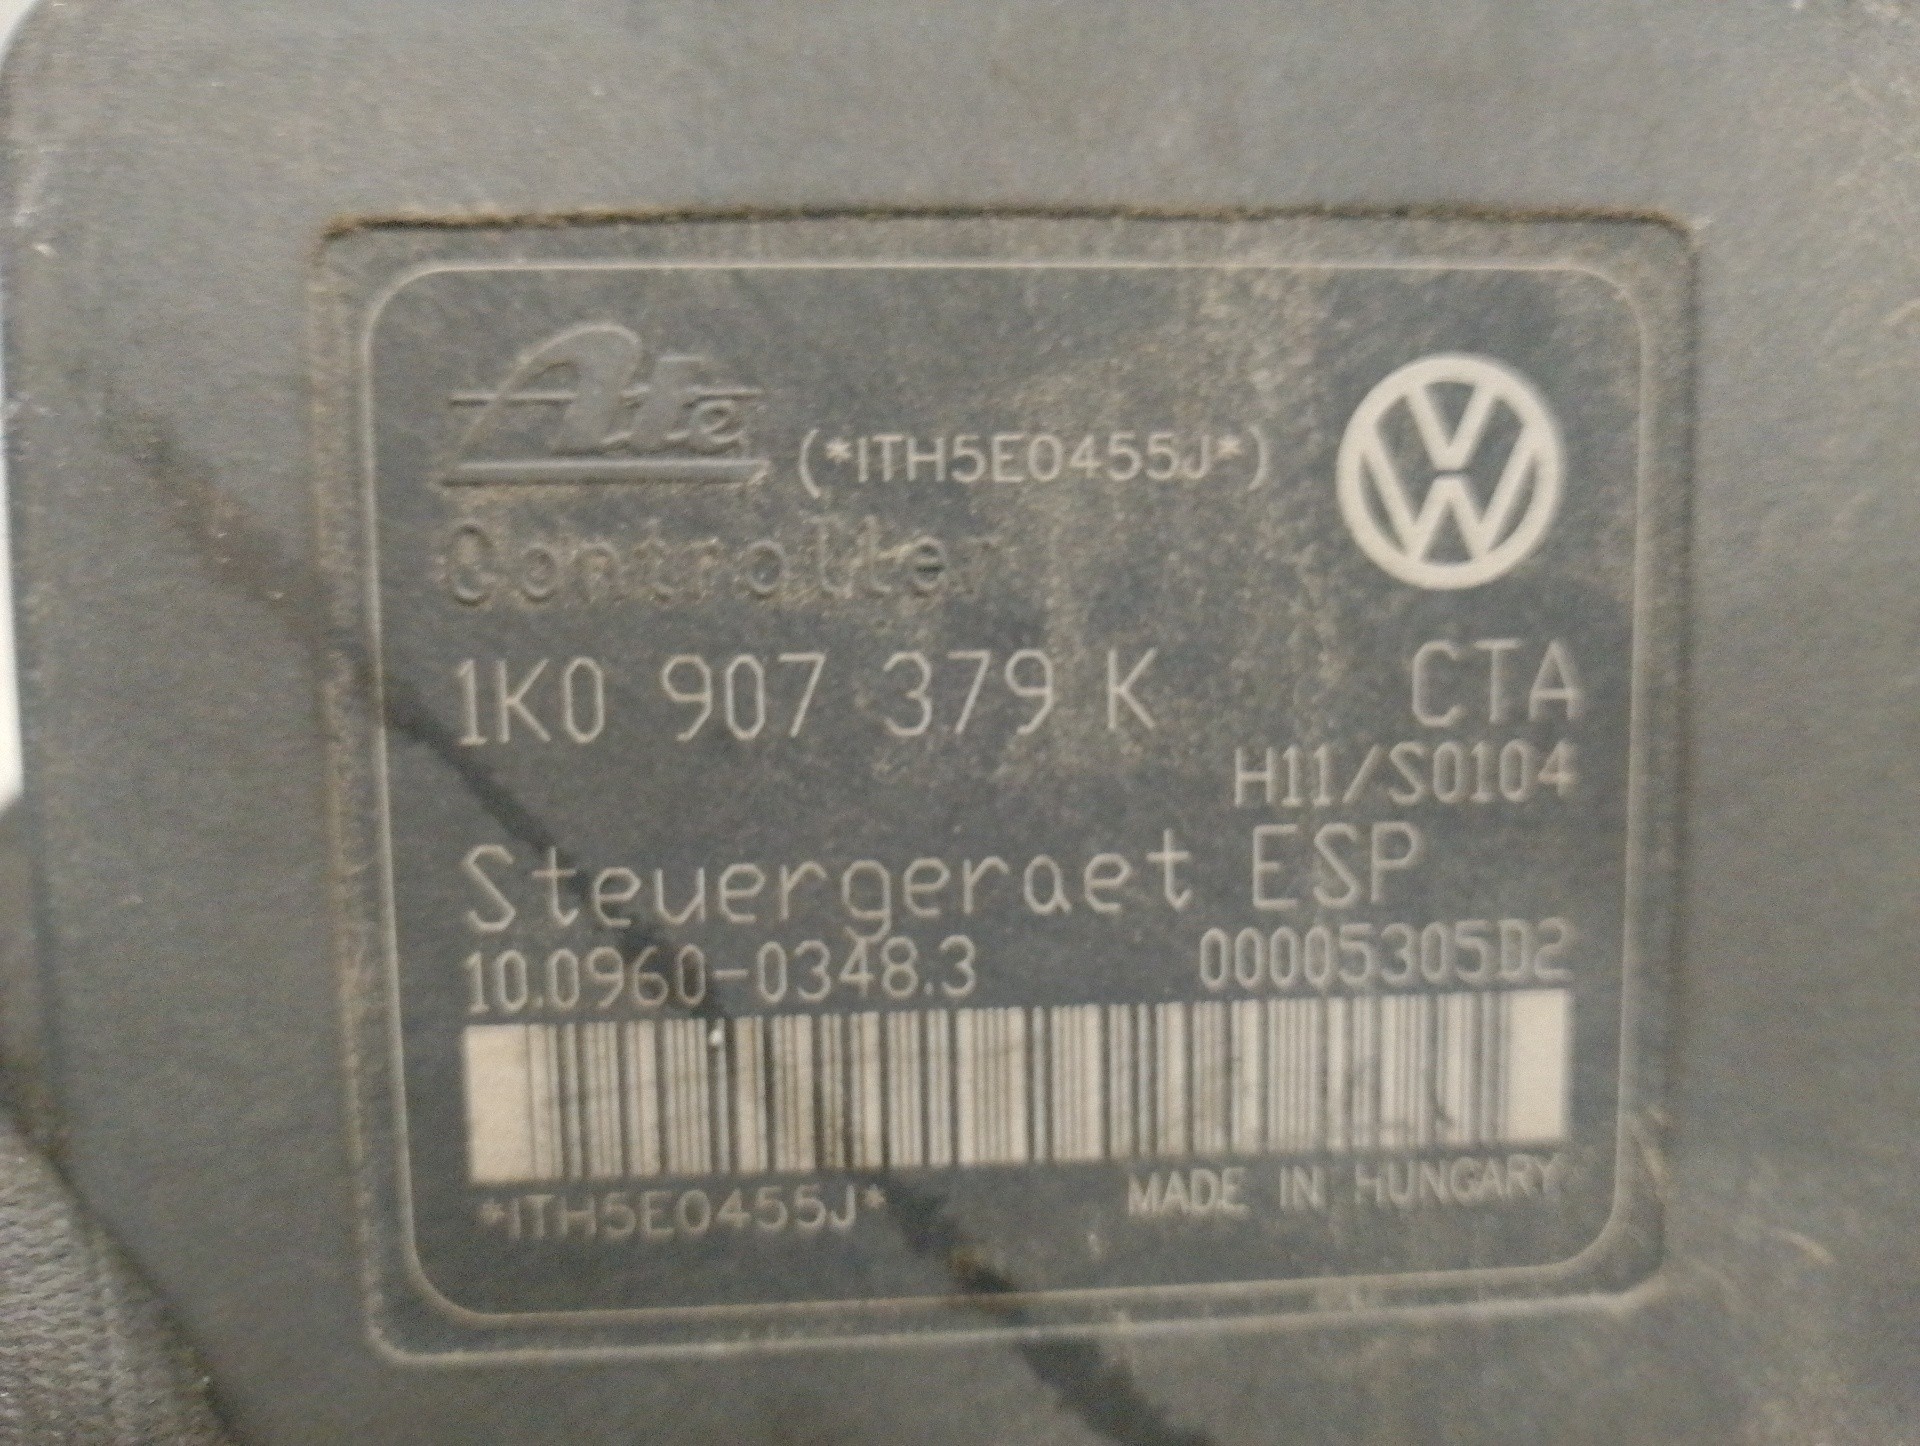 Ate (*ITH5E0455J*)
Controller
1K0 907 379 K CTA
H11/S0104
Steuergeraet ESP
10.0960-0348.3 00005305D2
*ITH5E0455J* MADE IN HUNGARY